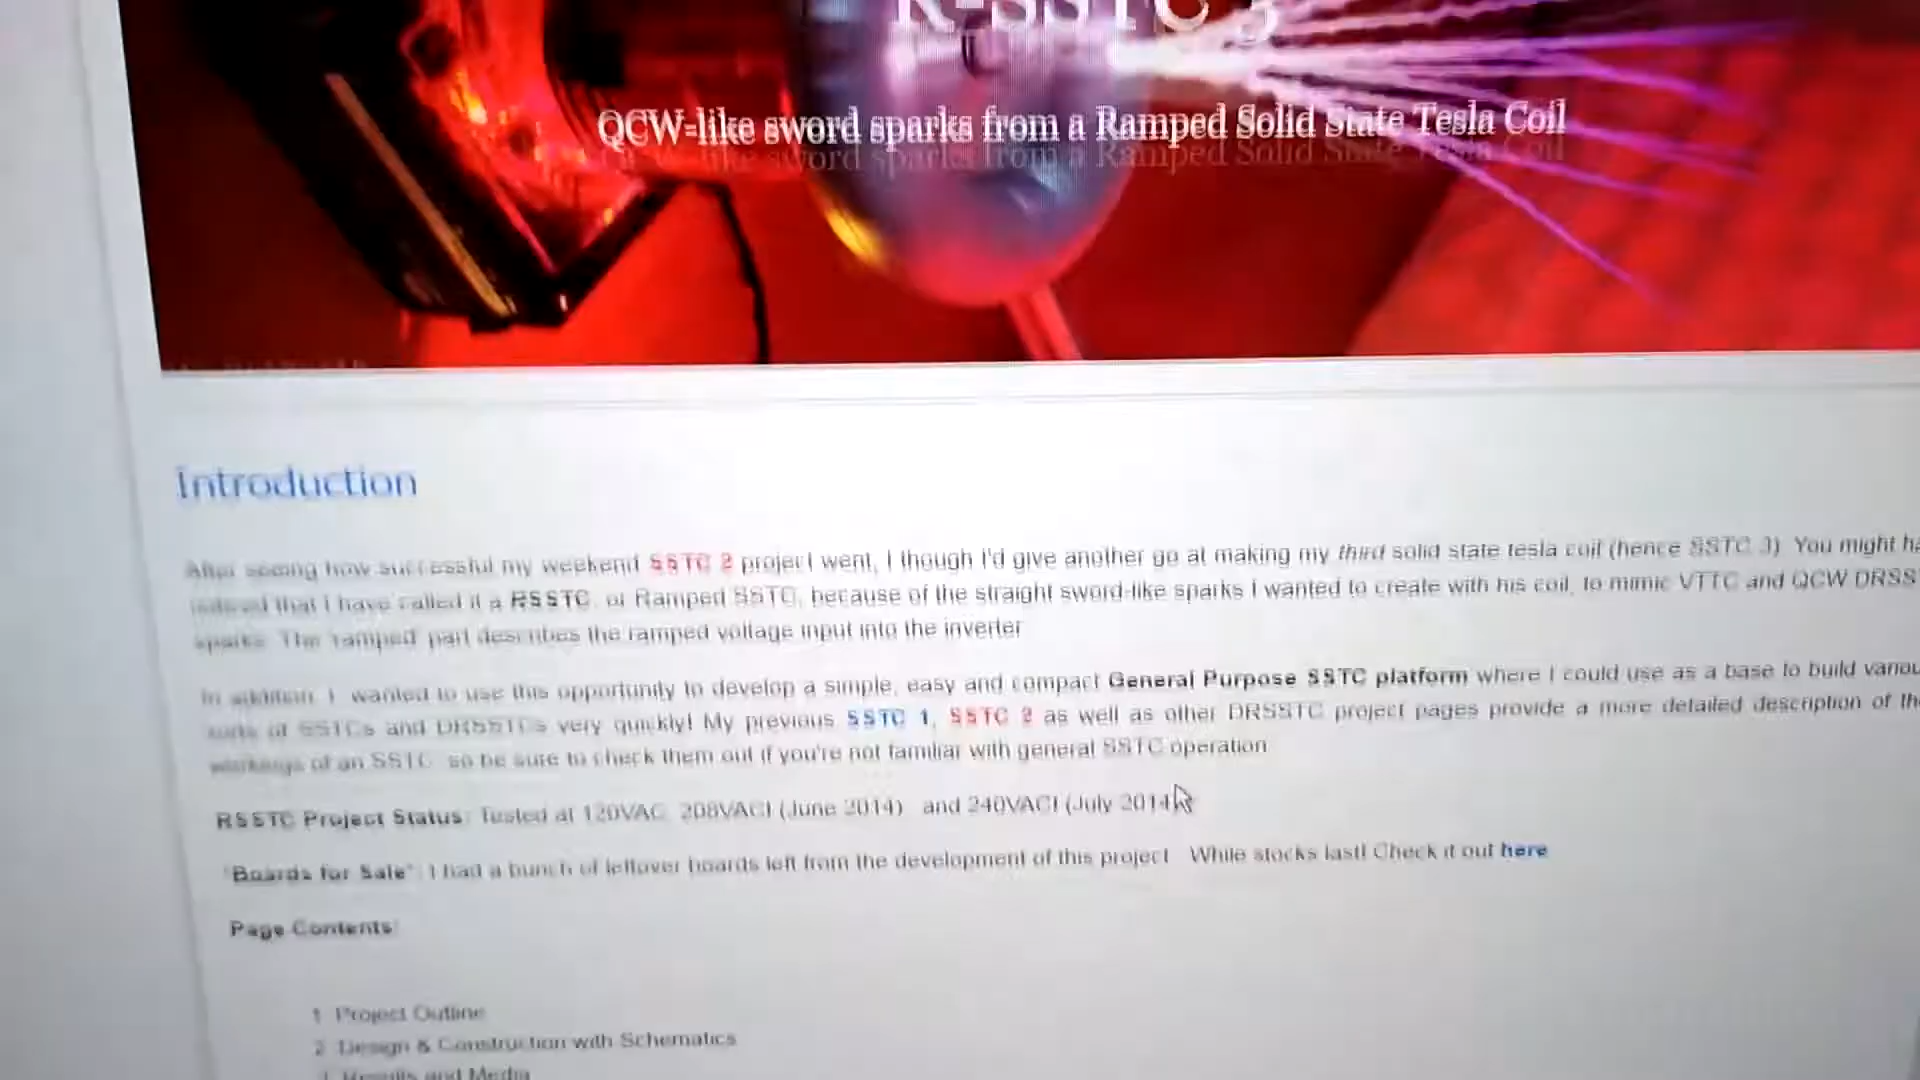 R-SSTC 3
QCW-like sword sparks from a Ramped Solid State Tesla Coil
Introduction
After seeing how successful my weekend SSTC 2 project went, I though I'd give another go at making my third solid state tesla coil (hence SSTC 3). You might ha
noticed that I have called it a RSSTC, or Ramped SSTC, because of the straight sword-like sparks I wanted to create with his coil, to mimic VTTC and QCW DRSS
sparks. The ramped part describes the ramped voltage input into the inverter
In addition, I wanted to use this opportunity to develop a simple, easy and compact General Purpose SSTC platform where I could use as a base to build variou
sorts of SSTCs and DRSSTCs very quickly! My previous SSTC 1, SSTC 2 as well as other DRSSTC project pages provide a more detailed description of the
workings of an SSTC, so be sure to check them out if you're not familiar with general SSTC operation
RSSTC Project Status: Tested at 120VAC, 208VAC! (June 2014) and 240VAC! (July 2014)
"Boards for Sale": I had a bunch of leftover boards left from the development of this project. While stocks last! Check it out here
Page Contents:
1. Project Outline
2. Design & Construction with Schematics
3. Results and Media